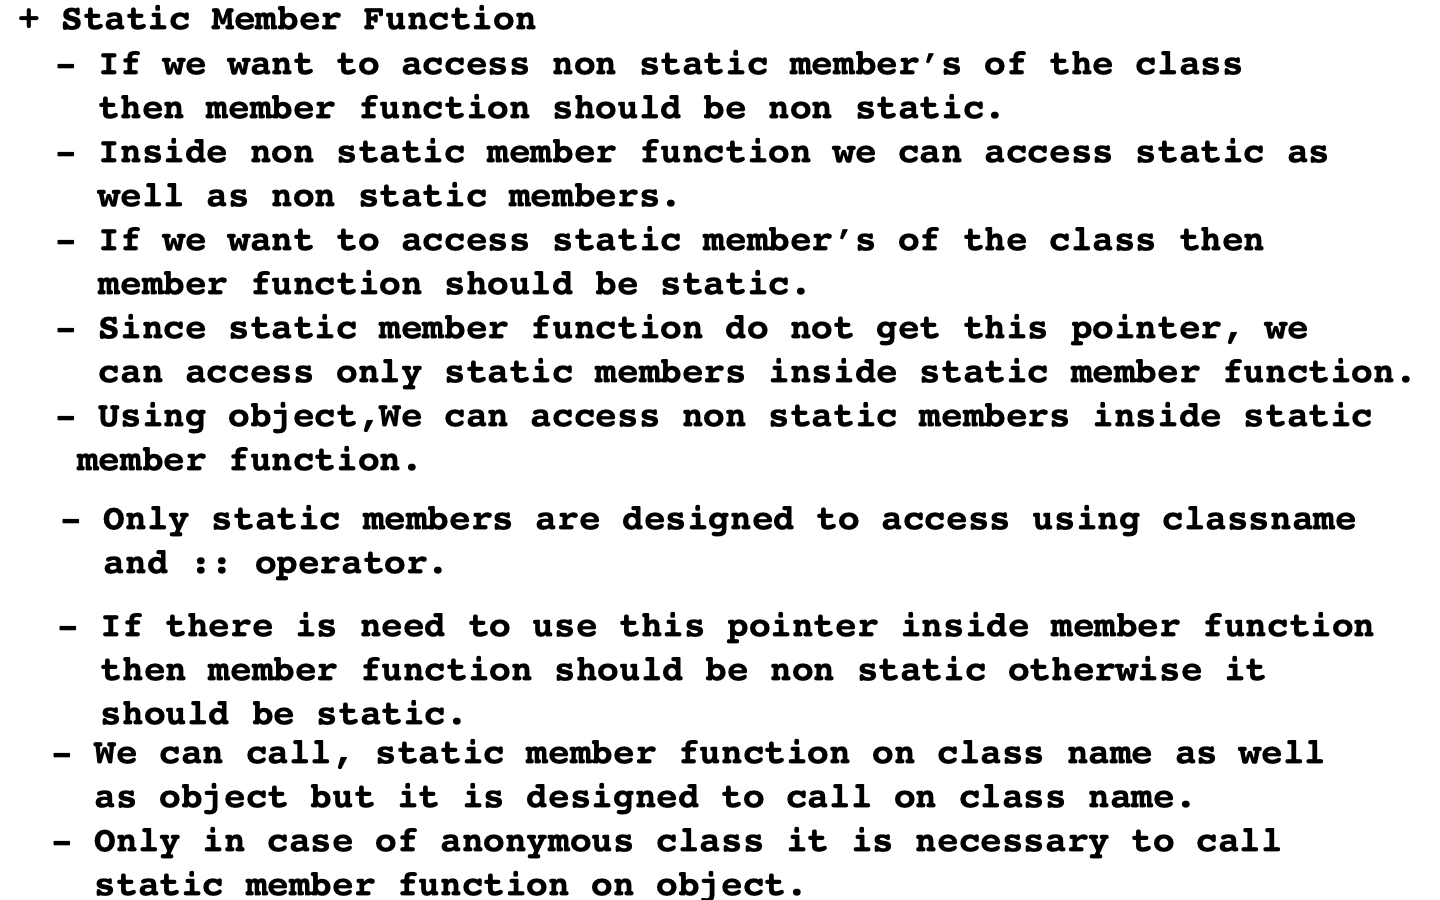 + Static Member Function
– If we want to access non static member’s of the class
then member function should be non static.
– Inside non static member function we can access static as
well as non static members.
– If we want to access static member’s of the class then
member function should be static.
– Since static member function do not get this pointer, we
can access only static members inside static member function.
– Using object,We can access non static members inside static
member function.
– Only static members are designed to access using classname
and :: operator.
– If there is need to use this pointer inside member function
then member function should be non static otherwise it
should be static.
– We can call, static member function on class name as well
as object but it is designed to call on class name.
– Only in case of anonymous class it is necessary to call
static member function on object.